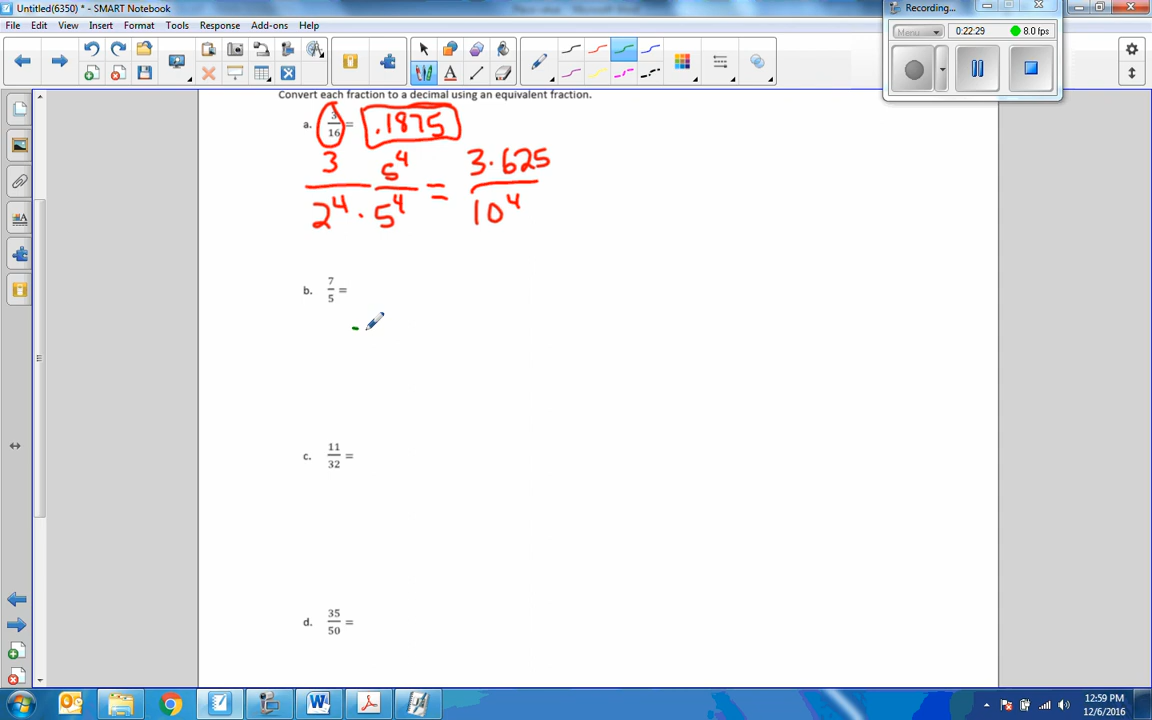 Untitled(6350) * - SMART Notebook
Recording...
File Edit View Insert Format Tools Response Add-ons Help
Menu 0:22:29 8.0 fps
Convert each fraction to a decimal using an equivalent fraction.
a. 3/16 = .1875
3/2⁴ · 5⁴/5⁴ = 3·625/10⁴
b. 7/5 =
c. 11/32 =
d. 35/50 =
12:59 PM
12/6/2016